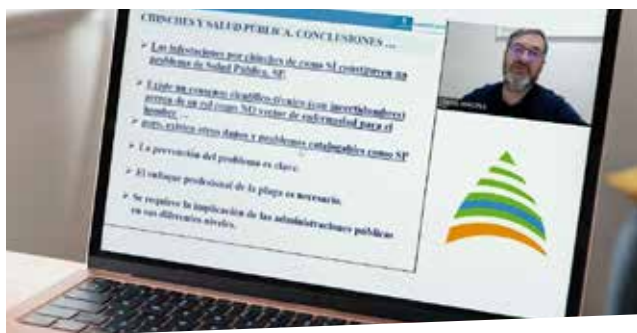 CHINCHES Y SALUD PÚBLICA. CONCLUSIONES ...
Las infestaciones por chinches de cama SÍ constituyen un
problema de Salud Pública, SP.
Existe un consenso científico-técnico (con incertidumbres)
acerca de su rol como NO vector de enfermedad para el
hombre, ...
pero, existen otros daños y problemas catalogables como SP
La prevención del problema es clave.
El enfoque profesional de la plaga es necesario.
Se requiere la implicación de las administraciones públicas
en sus diferentes niveles.